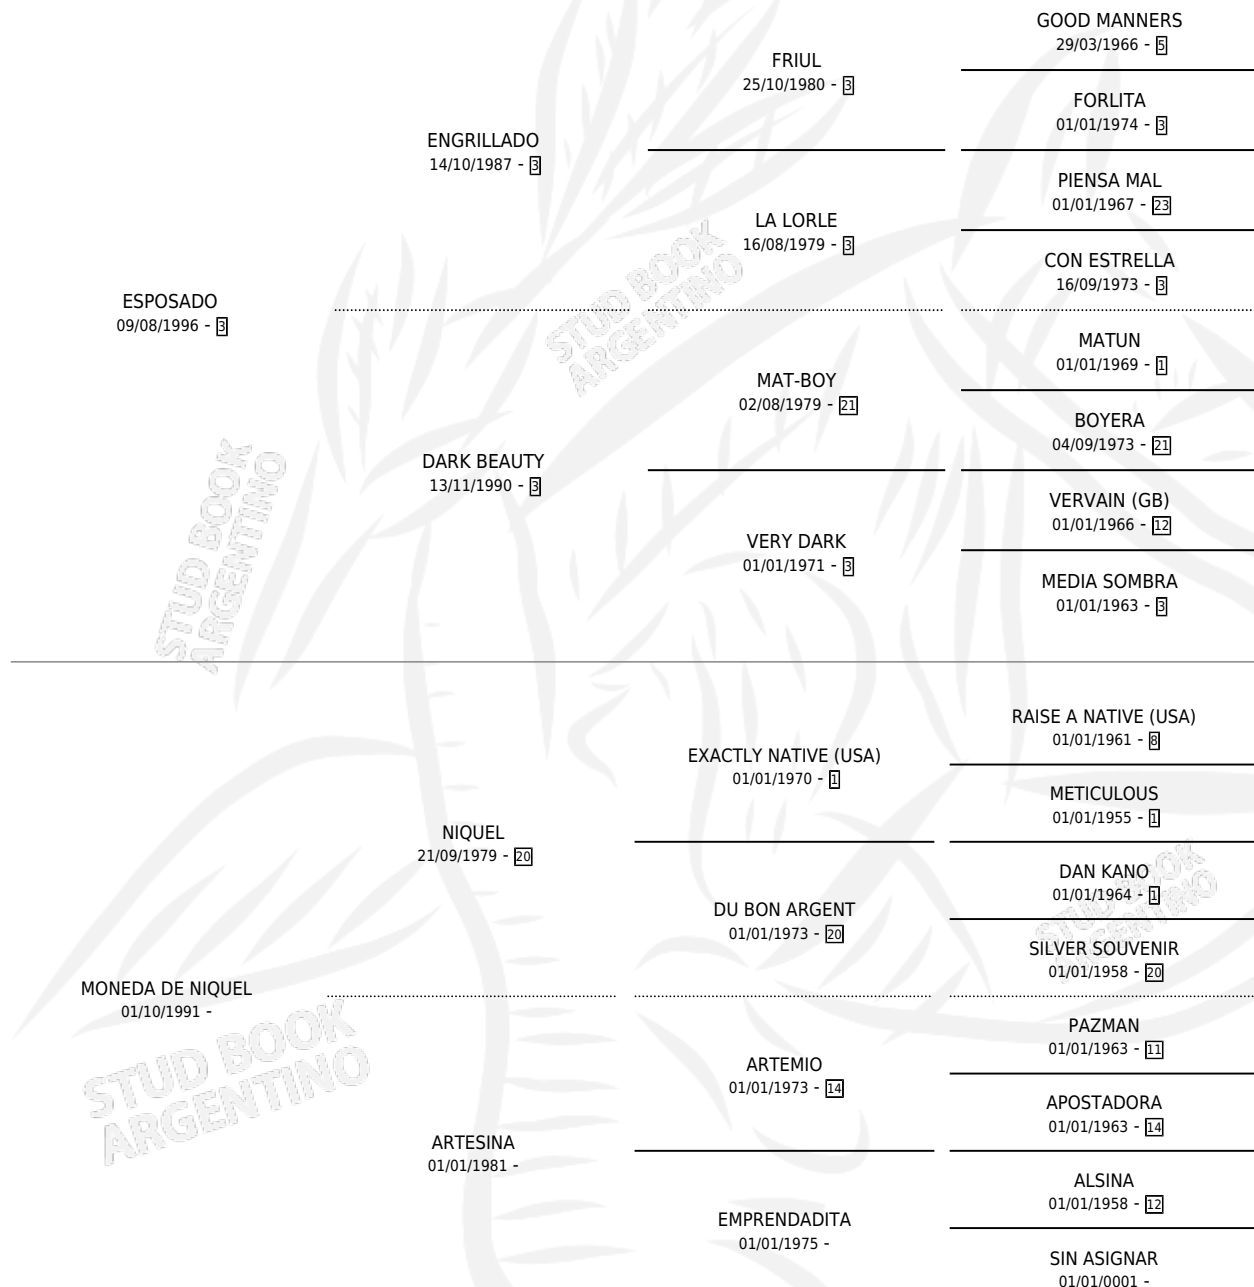 GOOD MANNERS
29/03/1966 - 5
FRIUL
25/10/1980 - 3
FORLITA
01/01/1974 - 3
ENGRILLADO
14/10/1987 - 3
PIENSA MAL
01/01/1967 - 23
LA LORLE
16/08/1979 - 3
CON ESTRELLA
16/09/1973 - 3
ESPOSADO
09/08/1996 - 3
MATUN
01/01/1969 - 1
MAT-BOY
02/08/1979 - 21
BOYERA
04/09/1973 - 21
DARK BEAUTY
13/11/1990 - 3
VERVAIN (GB)
01/01/1966 - 12
VERY DARK
01/01/1971 - 3
MEDIA SOMBRA
01/01/1963 - 3
STUD BOOK
ARGENTINO
STUD BOOK
ARGENTINO
RAISE A NATIVE (USA)
01/01/1961 - 8
EXACTLY NATIVE (USA)
01/01/1970 - 1
METICULOUS
01/01/1955 - 1
NIQUEL
21/09/1979 - 20
DAN KANO
01/01/1964 - 1
DU BON ARGENT
01/01/1973 - 20
SILVER SOUVENIR
01/01/1958 - 20
STUD BOOK
ARGENTINO
MONEDA DE NIQUEL
01/10/1991 -
PAZMAN
01/01/1963 - 11
ARTEMIO
01/01/1973 - 14
APOSTADORA
01/01/1963 - 14
ARTESINA
01/01/1981 -
ALSINA
01/01/1958 - 12
EMPRENDADITA
01/01/1975 -
SIN ASIGNAR
01/01/0001 -
STUD BOOK
ARGENTINO